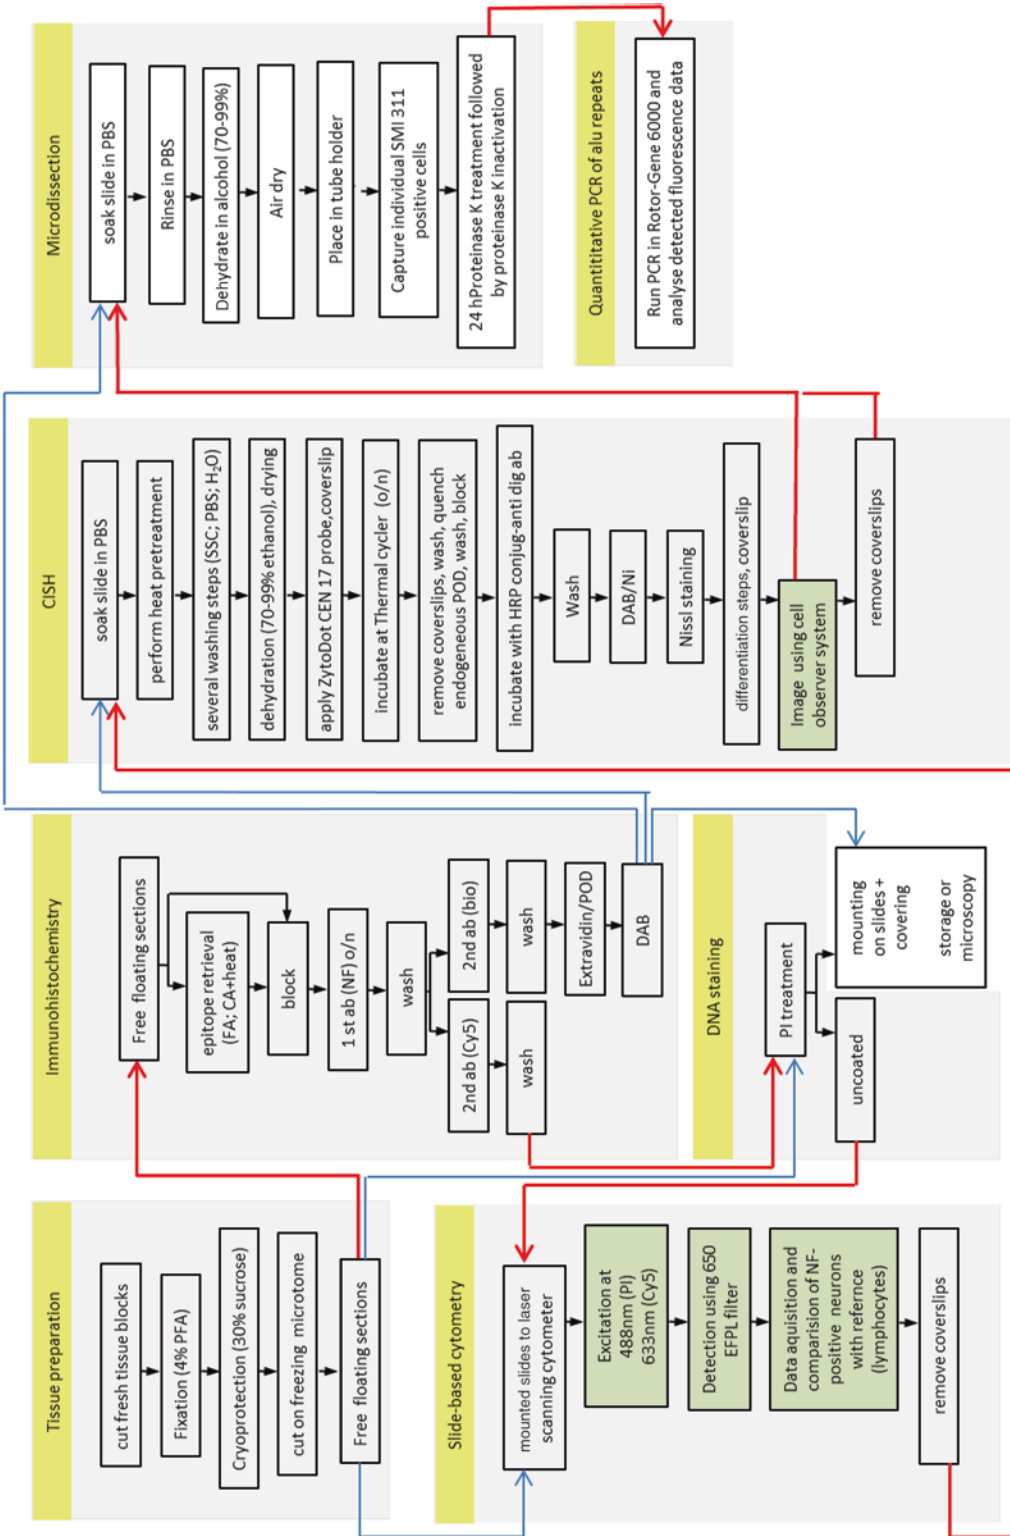 Tissue preparation
cut fresh tissue blocks
Fixation (4% PFA)
Cryoprotection (30% sucrose)
cut on freezing microtome
Free floating sections
Immunohistochemistry
Free floating sections
epitope retrieval
(FA; CA+heat)
block
1 st ab (NF) o/n
wash
2nd ab (Cy5)
wash
2nd ab (bio)
wash
Extravidin/POD
DAB
CISH
soak slide in PBS
perform heat pretreatment
several washing steps (SSC; PBS; H₂O)
dehydration (70-99% ethanol), drying
apply ZytoDot CEN 17 probe,coverslip
incubate at Thermal cycler (o/n)
remove coverslips, wash, quench
endogeneous POD, wash, block
incubate with HRP conjug-anti dig ab
Wash
DAB/Ni
Nissl staining
differentiation steps, coverslip
Image using cell
observer system
remove coverslips
Microdissection
soak slide in PBS
Rinse in PBS
Dehydrate in alcohol (70-99%)
Air dry
Place in tube holder
Capture individual SMI 311
positive cells
24 hProteinase K treatment followed
by proteinase K inactivation
Slide-based cytometry
mounted slides to laser
scanning cytometer
Excitation at
488nm (PI)
633nm (Cy5)
Detection using 650
EFPL filter
Data aquisition and
comparision of NF-
positive neurons
with refernce
(lymphocytes)
remove coverslips
DNA staining
PI treatment
uncoated
mounting
on slides +
covering
storage or
microscopy
Quantititative PCR of alu repeats
Run PCR in Rotor-Gene 6000 and
analyse detected fluorescence data